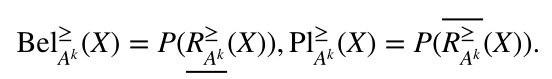 Bel^≥_{A^k}(X) = P(\underline{R^≥_{A^k}}(X)), Pl^≥_{A^k}(X) = P(\overline{R^≥_{A^k}}(X)).